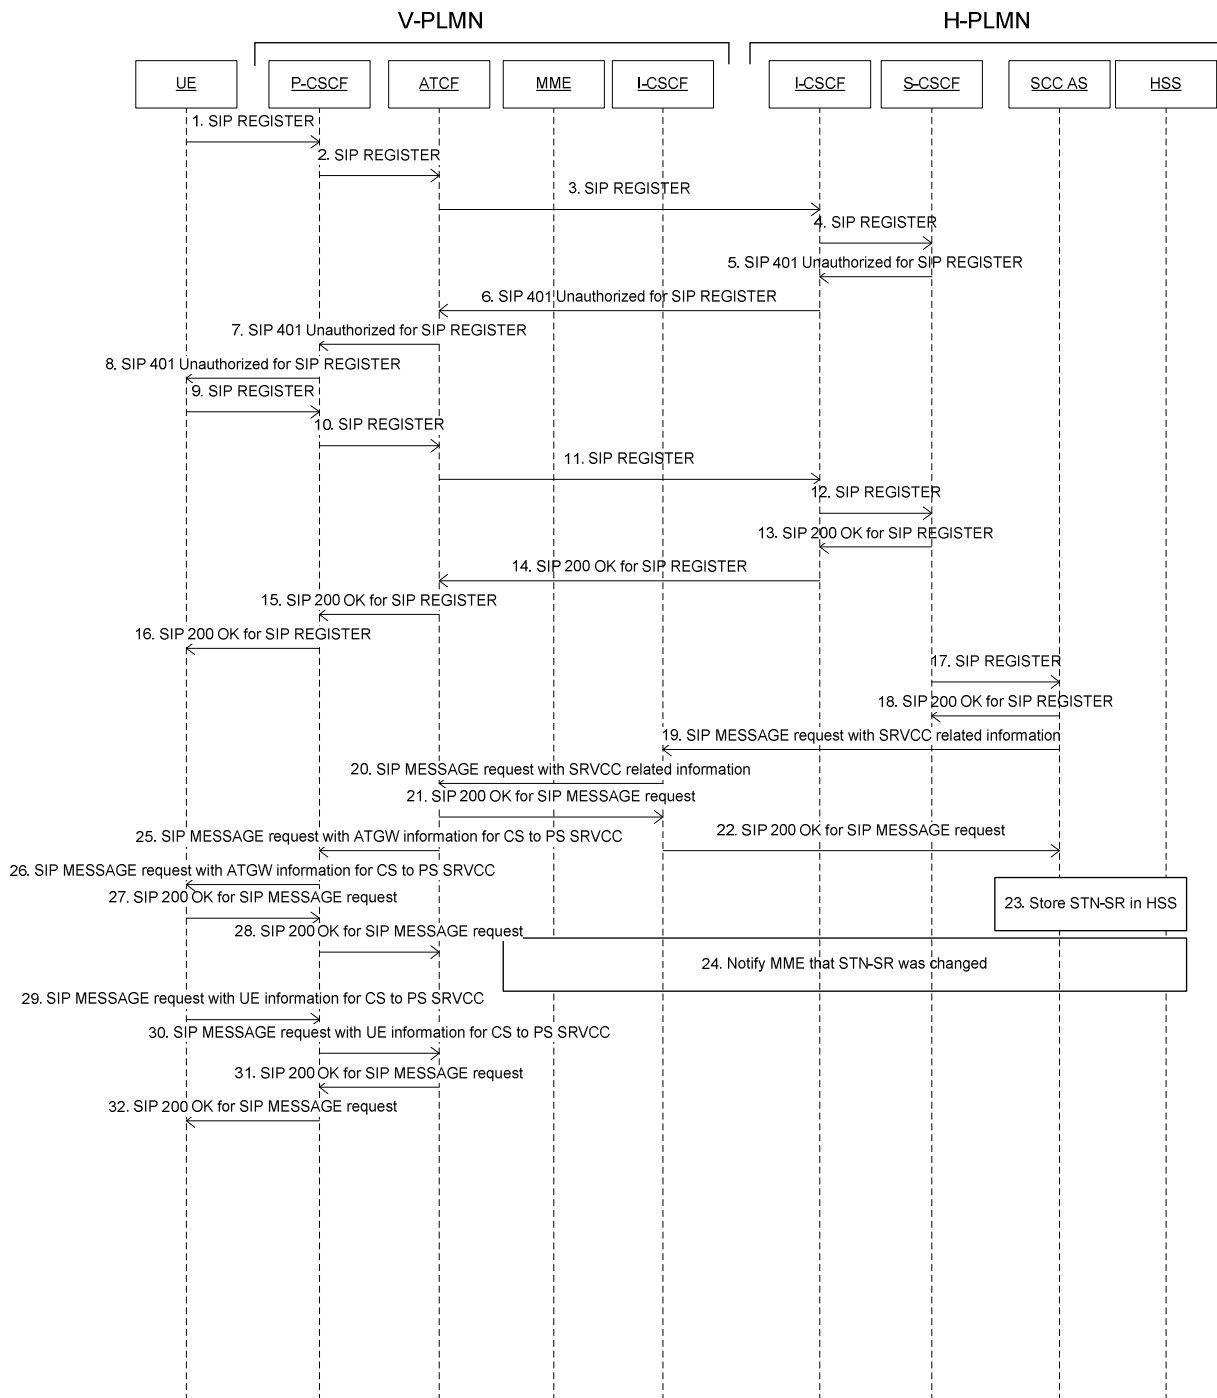 V-PLMN
H-PLMN
UE
P-CSCF
ATCF
MME
I-CSCF
I-CSCF
S-CSCF
SCC AS
HSS
1. SIP REGISTER
2. SIP REGISTER
3. SIP REGISTER
4. SIP REGISTER
5. SIP 401 Unauthorized for SIP REGISTER
6. SIP 401 Unauthorized for SIP REGISTER
7. SIP 401 Unauthorized for SIP REGISTER
8. SIP 401 Unauthorized for SIP REGISTER
9. SIP REGISTER
10. SIP REGISTER
11. SIP REGISTER
12. SIP REGISTER
13. SIP 200 OK for SIP REGISTER
14. SIP 200 OK for SIP REGISTER
15. SIP 200 OK for SIP REGISTER
16. SIP 200 OK for SIP REGISTER
17. SIP REGISTER
18. SIP 200 OK for SIP REGISTER
19. SIP MESSAGE request with SRVCC related information
20. SIP MESSAGE request with SRVCC related information
21. SIP 200 OK for SIP MESSAGE request
25. SIP MESSAGE request with ATGW information for CS to PS SRVCC
22. SIP 200 OK for SIP MESSAGE request
26. SIP MESSAGE request with ATGW information for CS to PS SRVCC
27. SIP 200 OK for SIP MESSAGE request
23. Store STN-SR in HSS
28. SIP 200 OK for SIP MESSAGE request
24. Notify MME that STN-SR was changed
29. SIP MESSAGE request with UE information for CS to PS SRVCC
30. SIP MESSAGE request with UE information for CS to PS SRVCC
31. SIP 200 OK for SIP MESSAGE request
32. SIP 200 OK for SIP MESSAGE request